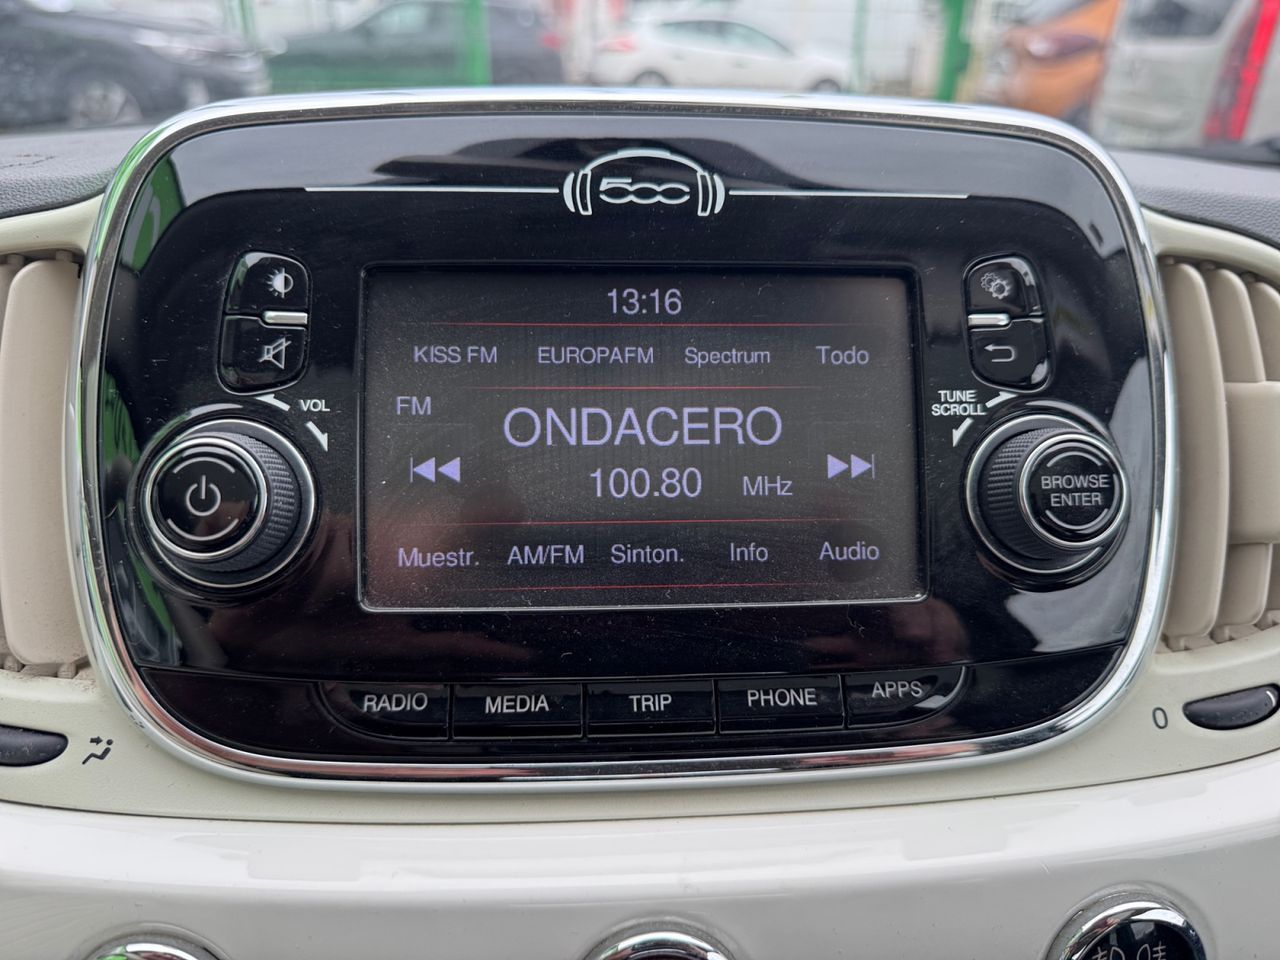 500
13:16
KISS FM EUROPAFM Spectrum Todo
FM
ONDACERO
100.80 MHz
Muestr. AM/FM Sinton. Info Audio
VOL
TUNE
SCROLL
BROWSE
ENTER
RADIO MEDIA TRIP PHONE APPS
0